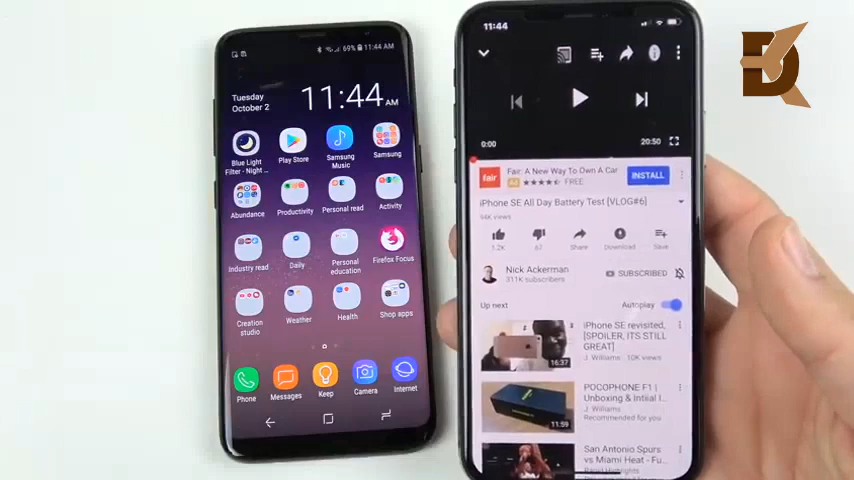 69% 11:44 AM
Tuesday
October 2
11:44 AM
Blue Light
Filter - Night ...
Play Store
Samsung
Music
Samsung
Abundance
Productivity
Personal read
Activity
Industry read
Daily
Personal
education
Firefox Focus
Creation
studio
Weather
Health
Shop apps
Phone
Messages
Keep
Camera
Internet
11:44
0:00
20:50
fair
Fair: A New Way To Own A Car
Ad
FREE
INSTALL
iPhone SE All Day Battery Test [VLOG#6]
94K views
1.2K
67
Share
Download
Save
Nick Ackerman
311K subscribers
SUBSCRIBED
Up next
Autoplay
16:37
iPhone SE revisited,
[SPOILER, ITS STILL
GREAT]
J. Williams · 10K views
11:59
POCOPHONE F1 |
Unboxing & Intiial I...
J. Williams
Recommended for you
San Antonio Spurs
vs Miami Heat - Fu...
DK